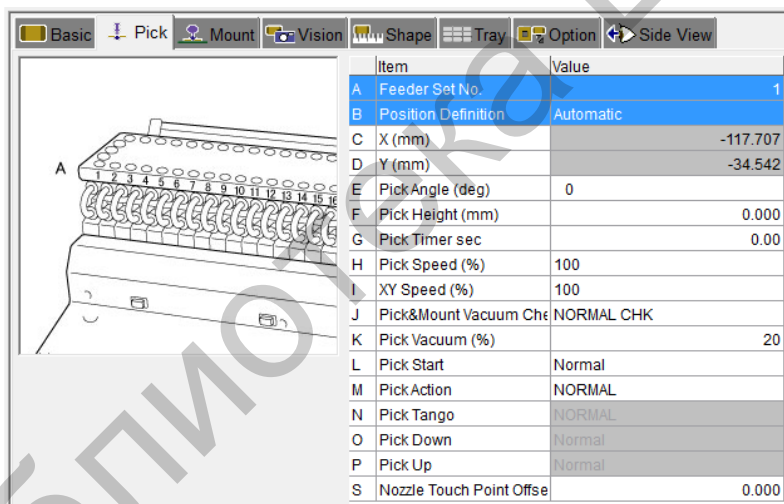 Basic Pick Mount Vision Shape Tray Option Side View
Item Value
A Feeder Set No. 1
B Position Definition Automatic
C X (mm) -117.707
D Y (mm) -34.542
E Pick Angle (deg) 0
F Pick Height (mm) 0.000
G Pick Timer sec 0.00
H Pick Speed (%) 100
I XY Speed (%) 100
J Pick&Mount Vacuum Che NORMAL CHK
K Pick Vacuum (%) 20
L Pick Start Normal
M Pick Action NORMAL
N Pick Tango NORMAL
O Pick Down Normal
P Pick Up Normal
S Nozzle Touch Point Offse 0.000
A
1 2 3 4 5 6 7 8 9 10 11 12 13 14 15 16
блиотека